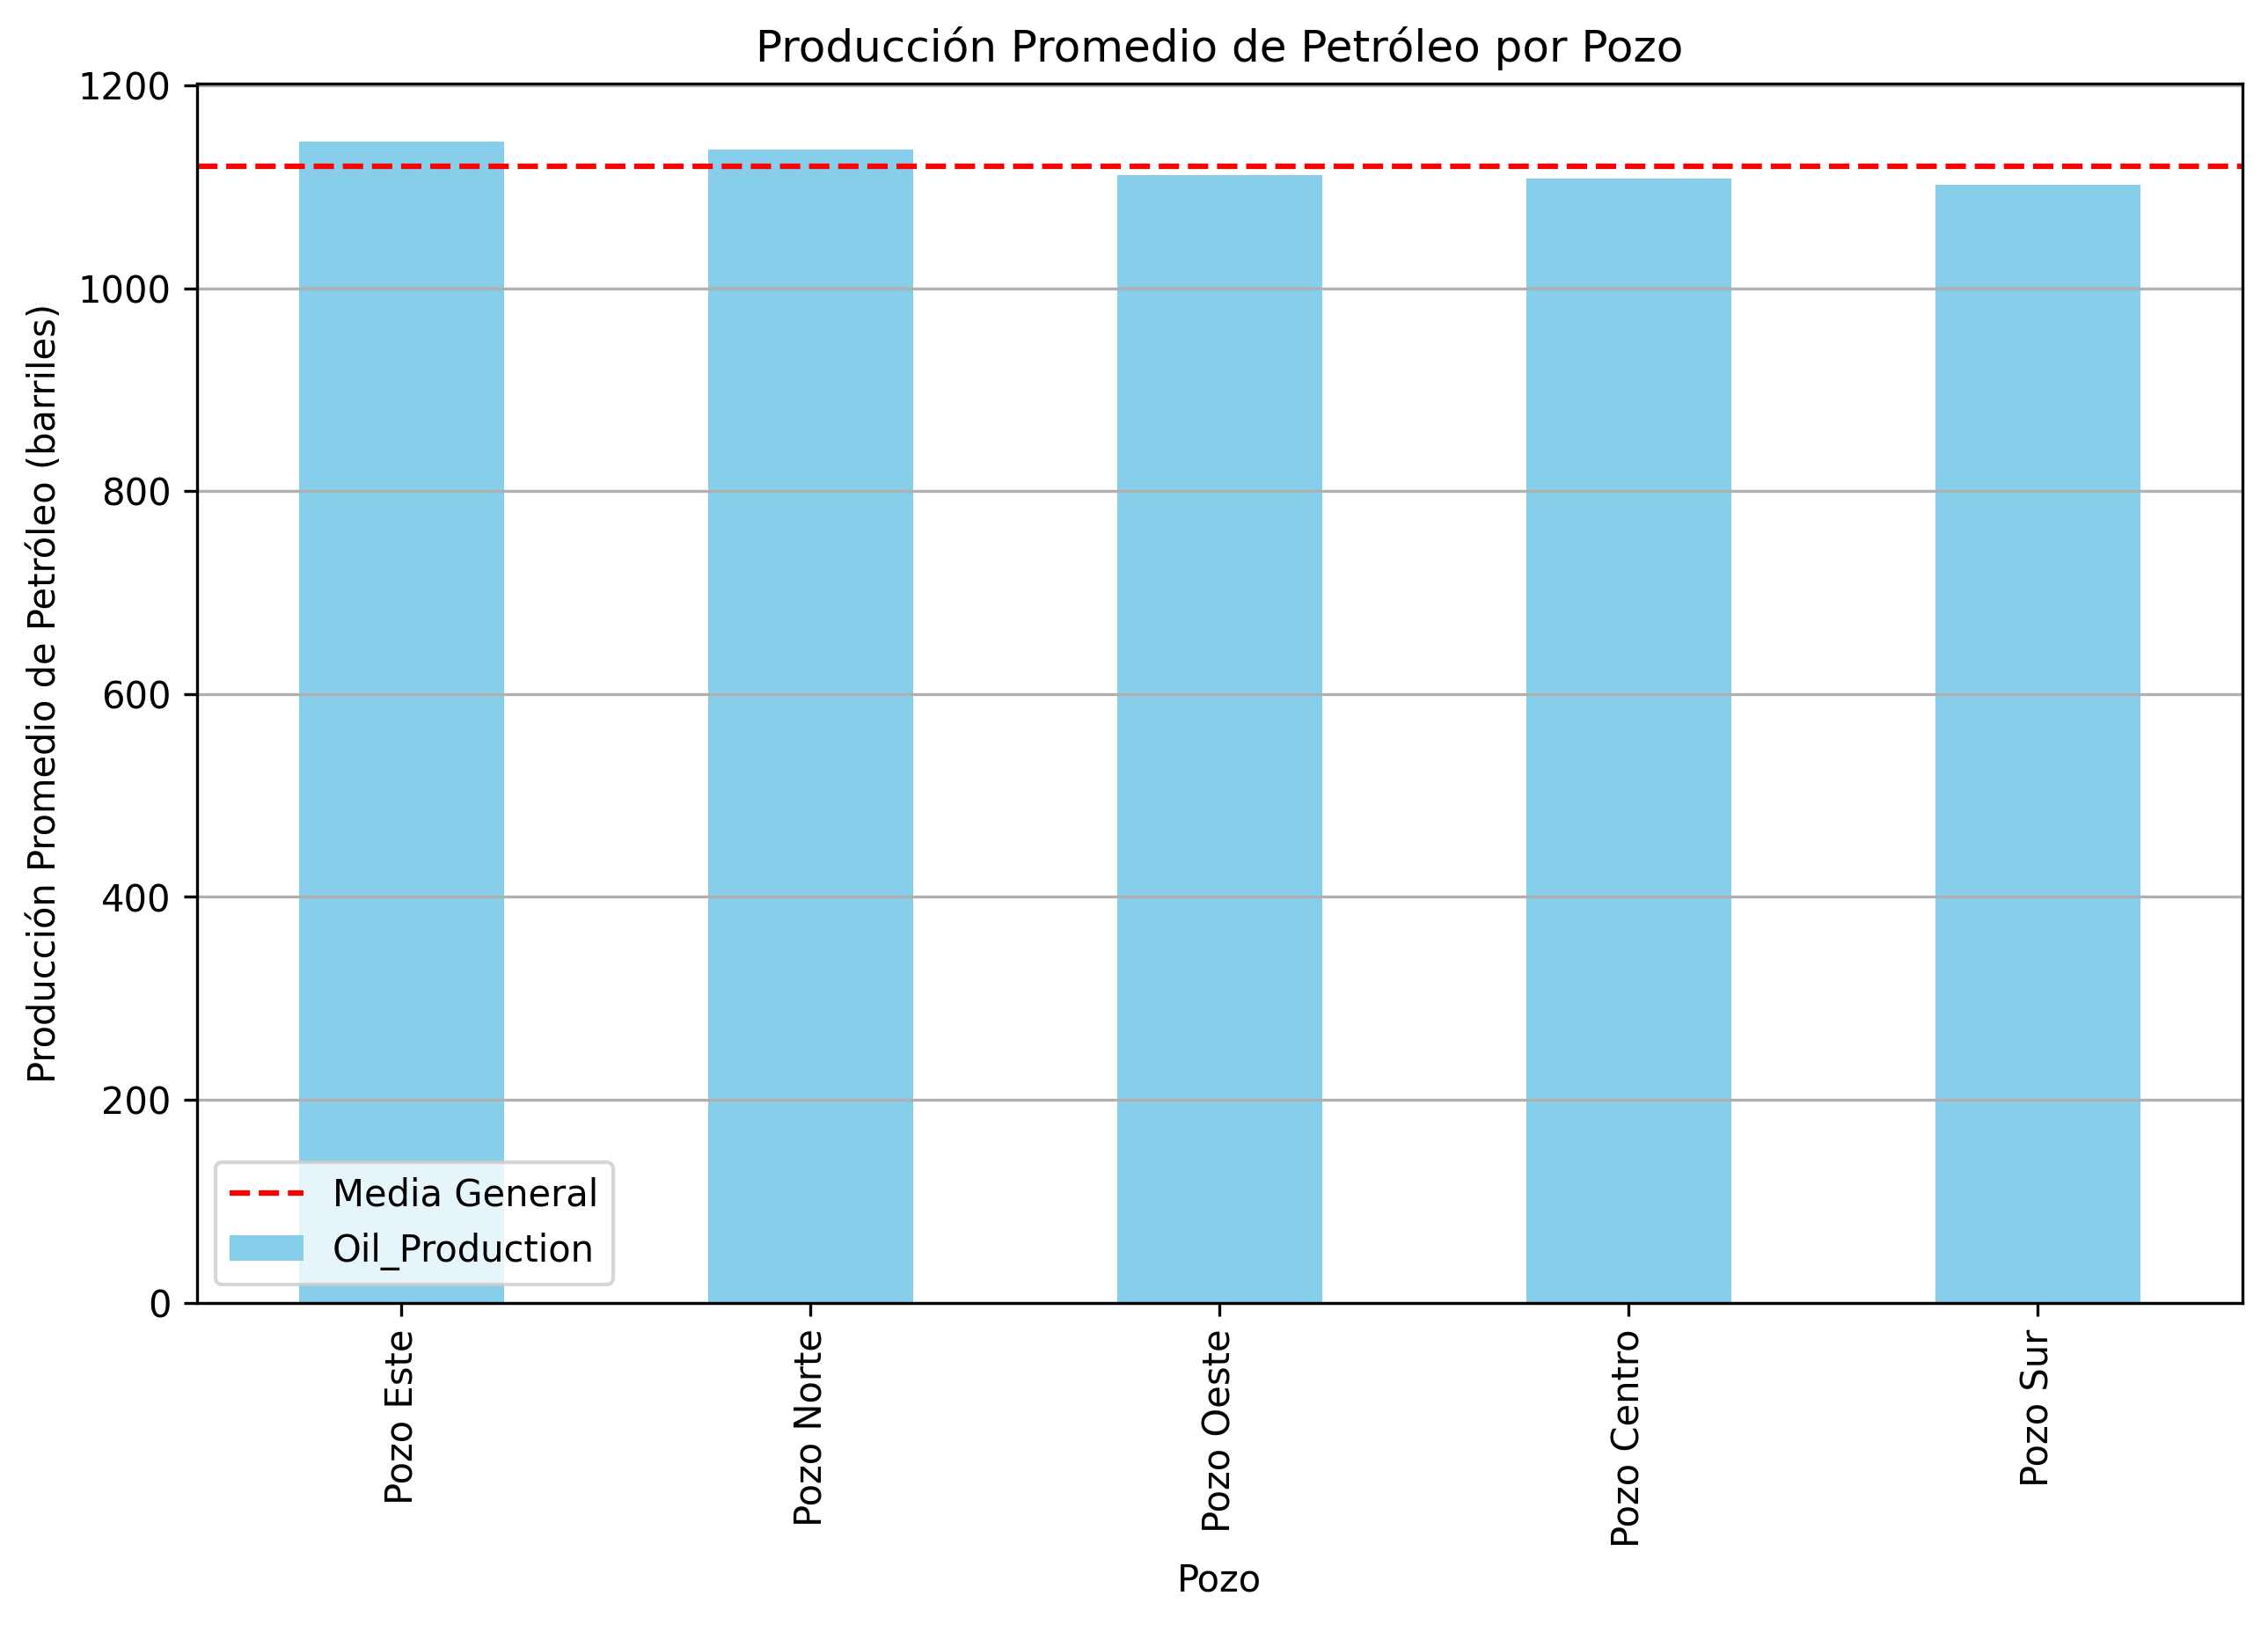 Producción Promedio de Petróleo por Pozo
Producción Promedio de Petróleo (barriles)
1200
1000
800
600
400
200
0
Media General
Oil_Production
Pozo Este
Pozo Norte
Pozo Oeste
Pozo Centro
Pozo Sur
Pozo